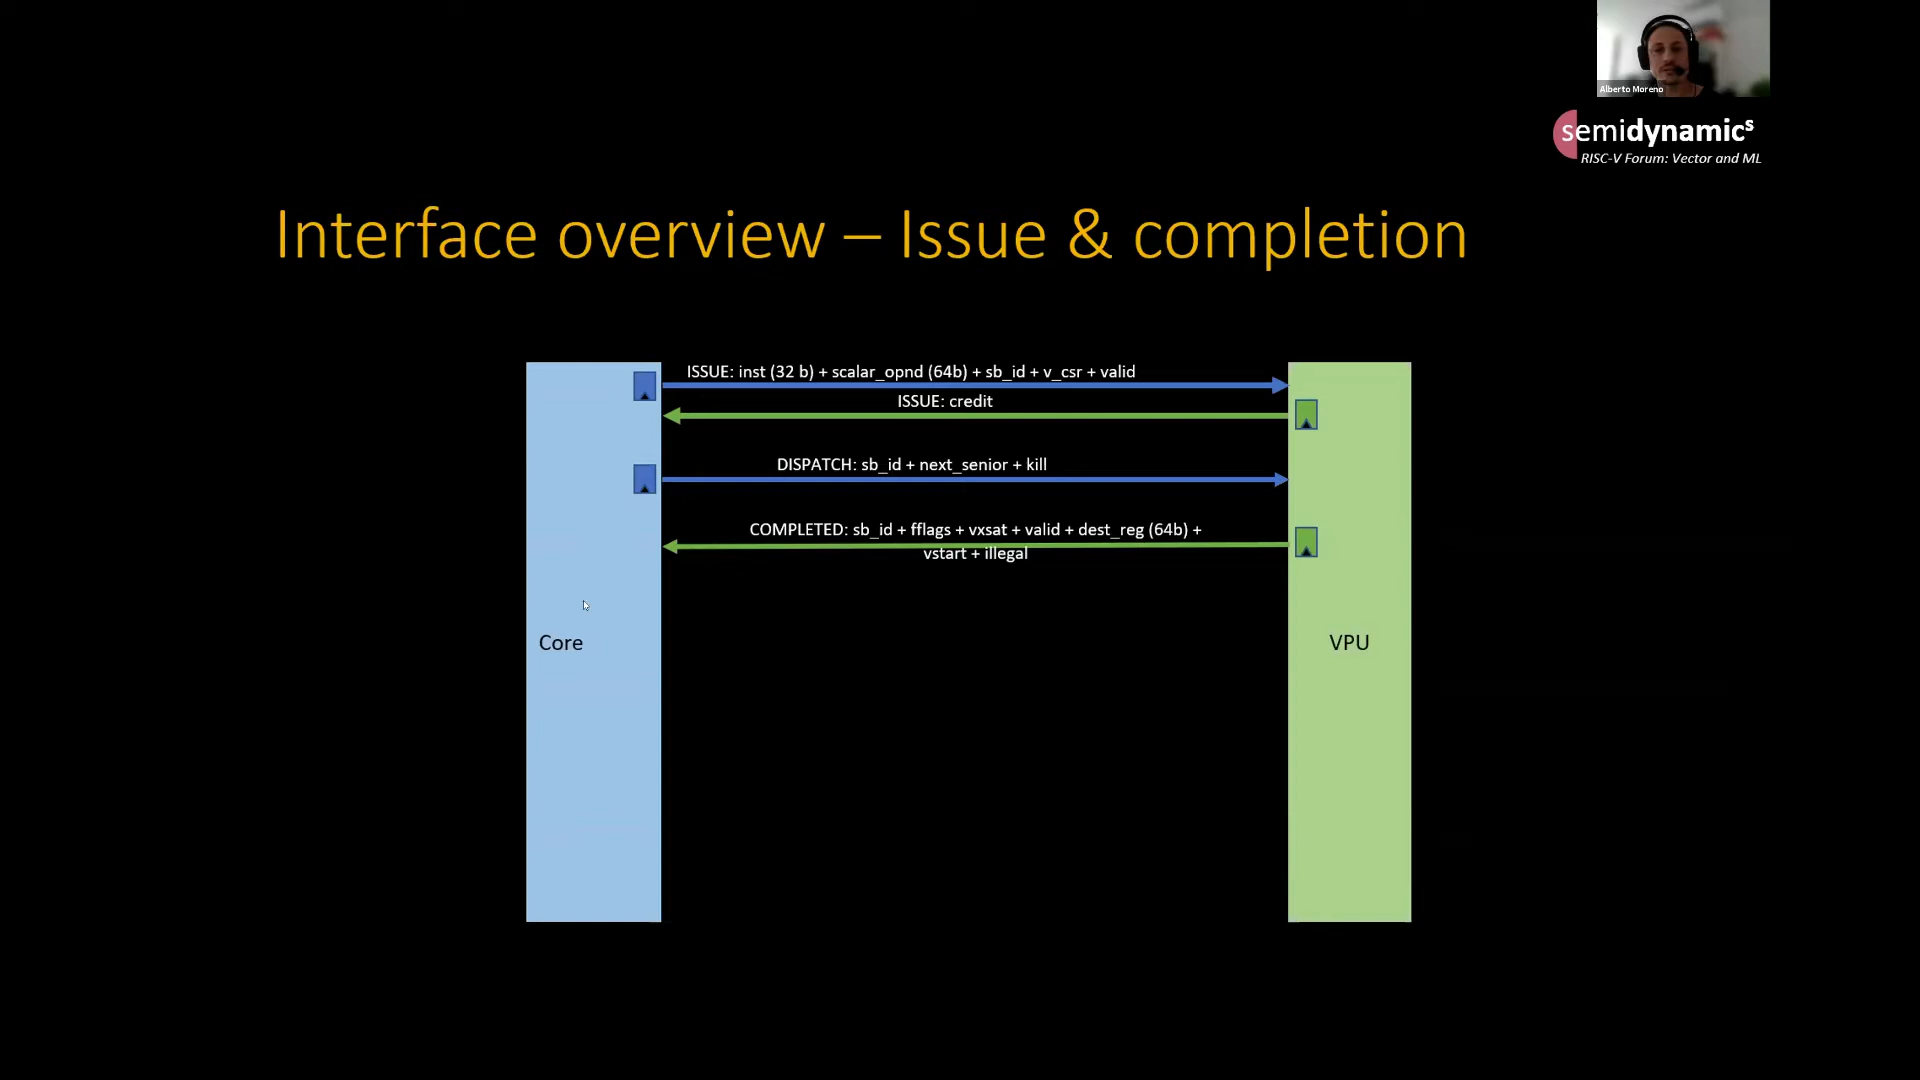 Alberto Moreno
semidynamicˢ
RISC-V Forum: Vector and ML
Interface overview – Issue & completion
ISSUE: inst (32 b) + scalar_opnd (64b) + sb_id + v_csr + valid
ISSUE: credit
DISPATCH: sb_id + next_senior + kill
COMPLETED: sb_id + fflags + vxsat + valid + dest_reg (64b) +
vstart + illegal
Core
VPU